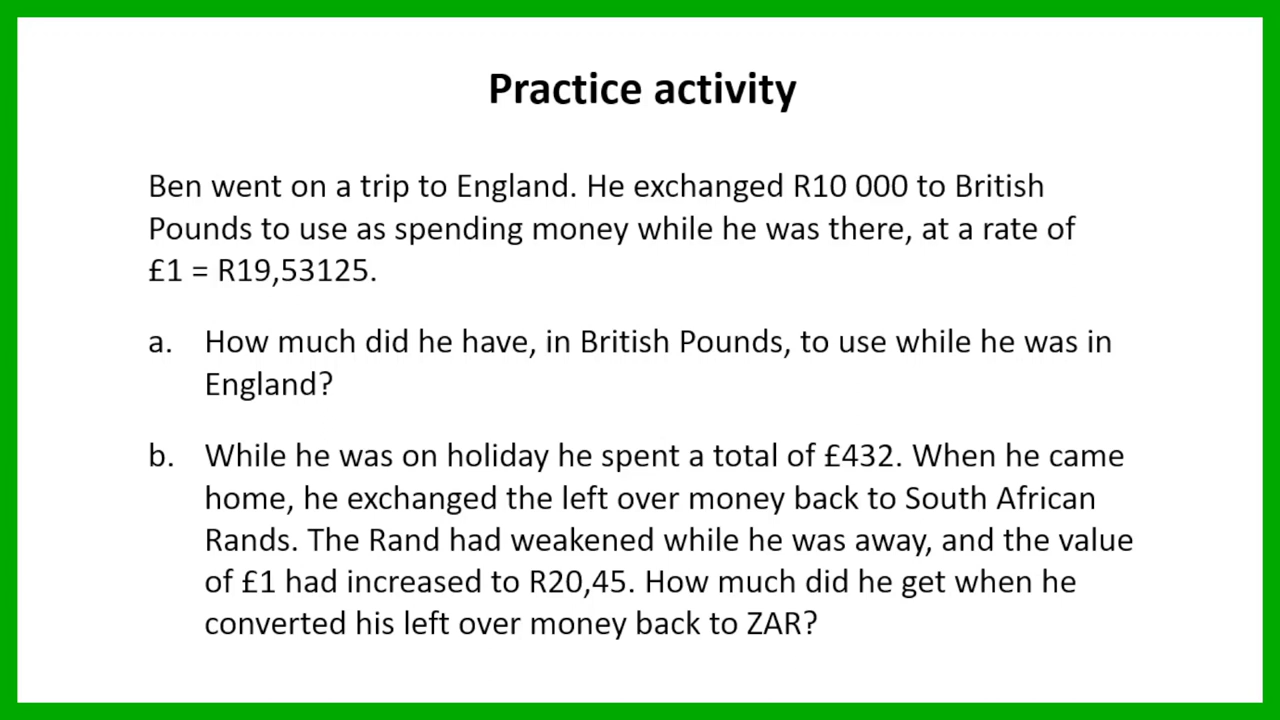 Practice activity
Ben went on a trip to England. He exchanged R10 000 to British
Pounds to use as spending money while he was there, at a rate of
£1 = R19,53125.
a. How much did he have, in British Pounds, to use while he was in
England?
b. While he was on holiday he spent a total of £432. When he came
home, he exchanged the left over money back to South African
Rands. The Rand had weakened while he was away, and the value
of £1 had increased to R20,45. How much did he get when he
converted his left over money back to ZAR?